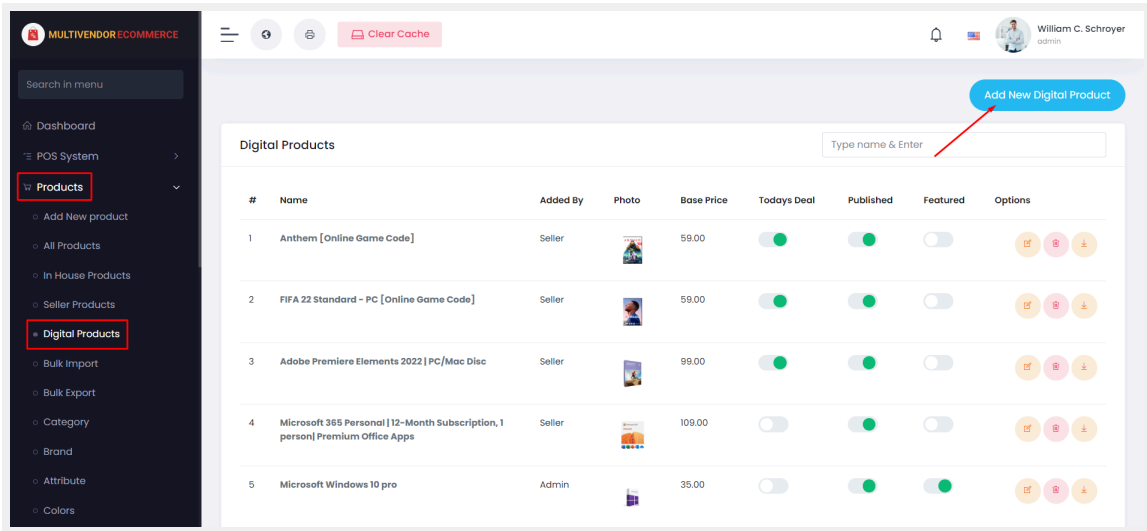 MULTIVENDOR ECOMMERCE
Clear Cache
William C. Schroyer
admin
Search in menu
Add New Digital Product
Dashboard
POS System
Products
Add New product
All Products
In House Products
Seller Products
Digital Products
Bulk Import
Bulk Export
Category
Brand
Attribute
Colors
Digital Products
Type name & Enter
# Name Added By Photo Base Price Todays Deal Published Featured Options
1 Anthem [Online Game Code] Seller 59.00
2 FIFA 22 Standard - PC [Online Game Code] Seller 59.00
3 Adobe Premiere Elements 2022 | PC/Mac Disc Seller 99.00
4 Microsoft 365 Personal | 12-Month Subscription, 1 Seller 109.00
person| Premium Office Apps
5 Microsoft Windows 10 pro Admin 35.00